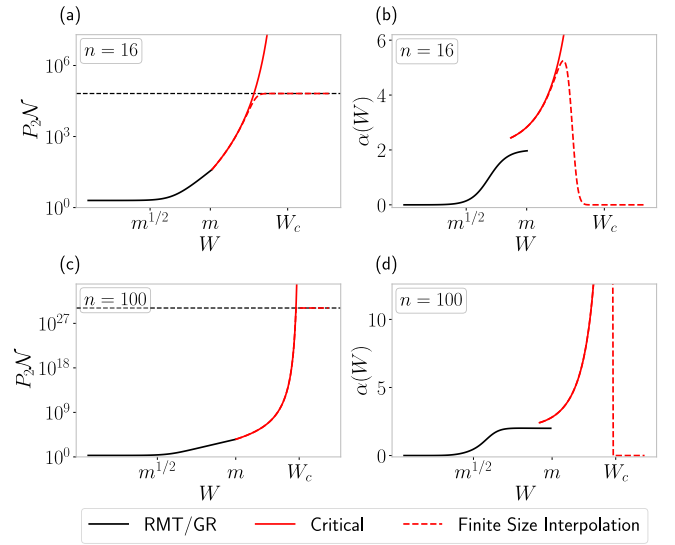 (a)
n = 16
10^6
10^3
10^0
P_2𝒩
m^{1/2}
m
W_c
W
(b)
n = 16
6
4
2
0
α(W)
m^{1/2}
m
W_c
W
(c)
n = 100
10^{27}
10^{18}
10^9
10^0
P_2𝒩
m^{1/2}
m
W_c
W
(d)
n = 100
10
5
0
α(W)
m^{1/2}
m
W_c
W
RMT/GR
Critical
Finite Size Interpolation